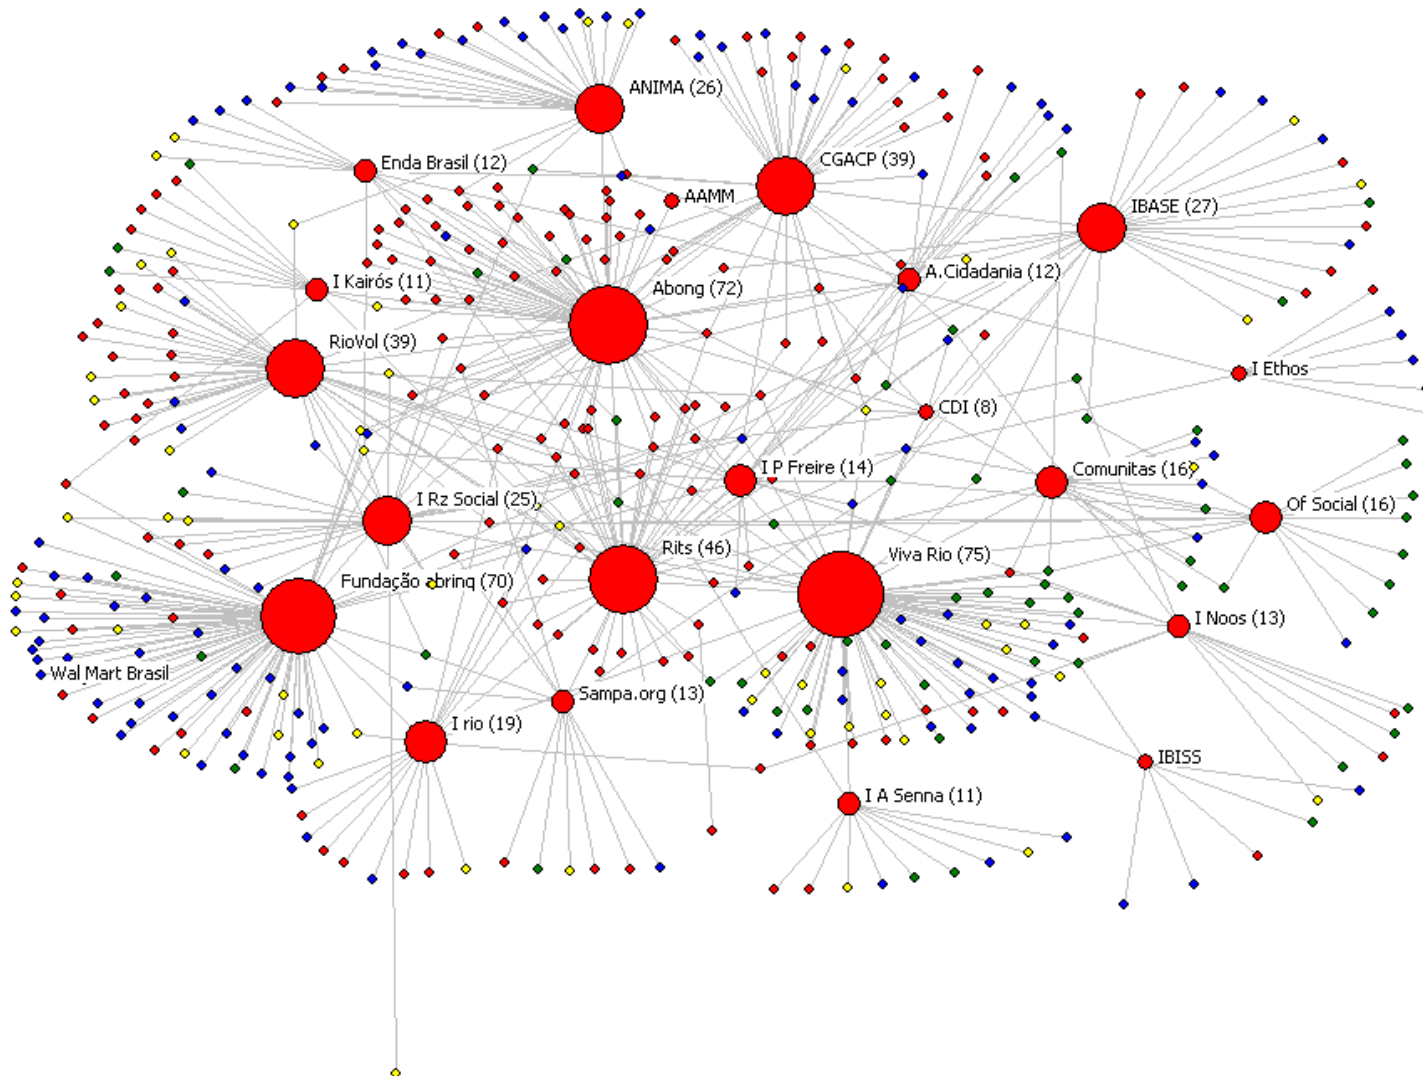 ANIMA (26)
CGACP (39)
Enda Brasil (12)
AAMM
IBASE (27)
I Kairós (11)
Abong (72)
A.Cidadania (12)
RioVol (39)
I Ethos
CDI (8)
I P Freire (14)
Comunitas (16)
I Rz Social (25)
Of Social (16)
Rits (46)
Viva Rio (75)
Fundação brinq (70)
I Noos (13)
Wal Mart Brasil
Sampa.org (13)
I rio (19)
IBISS
I A Senna (11)